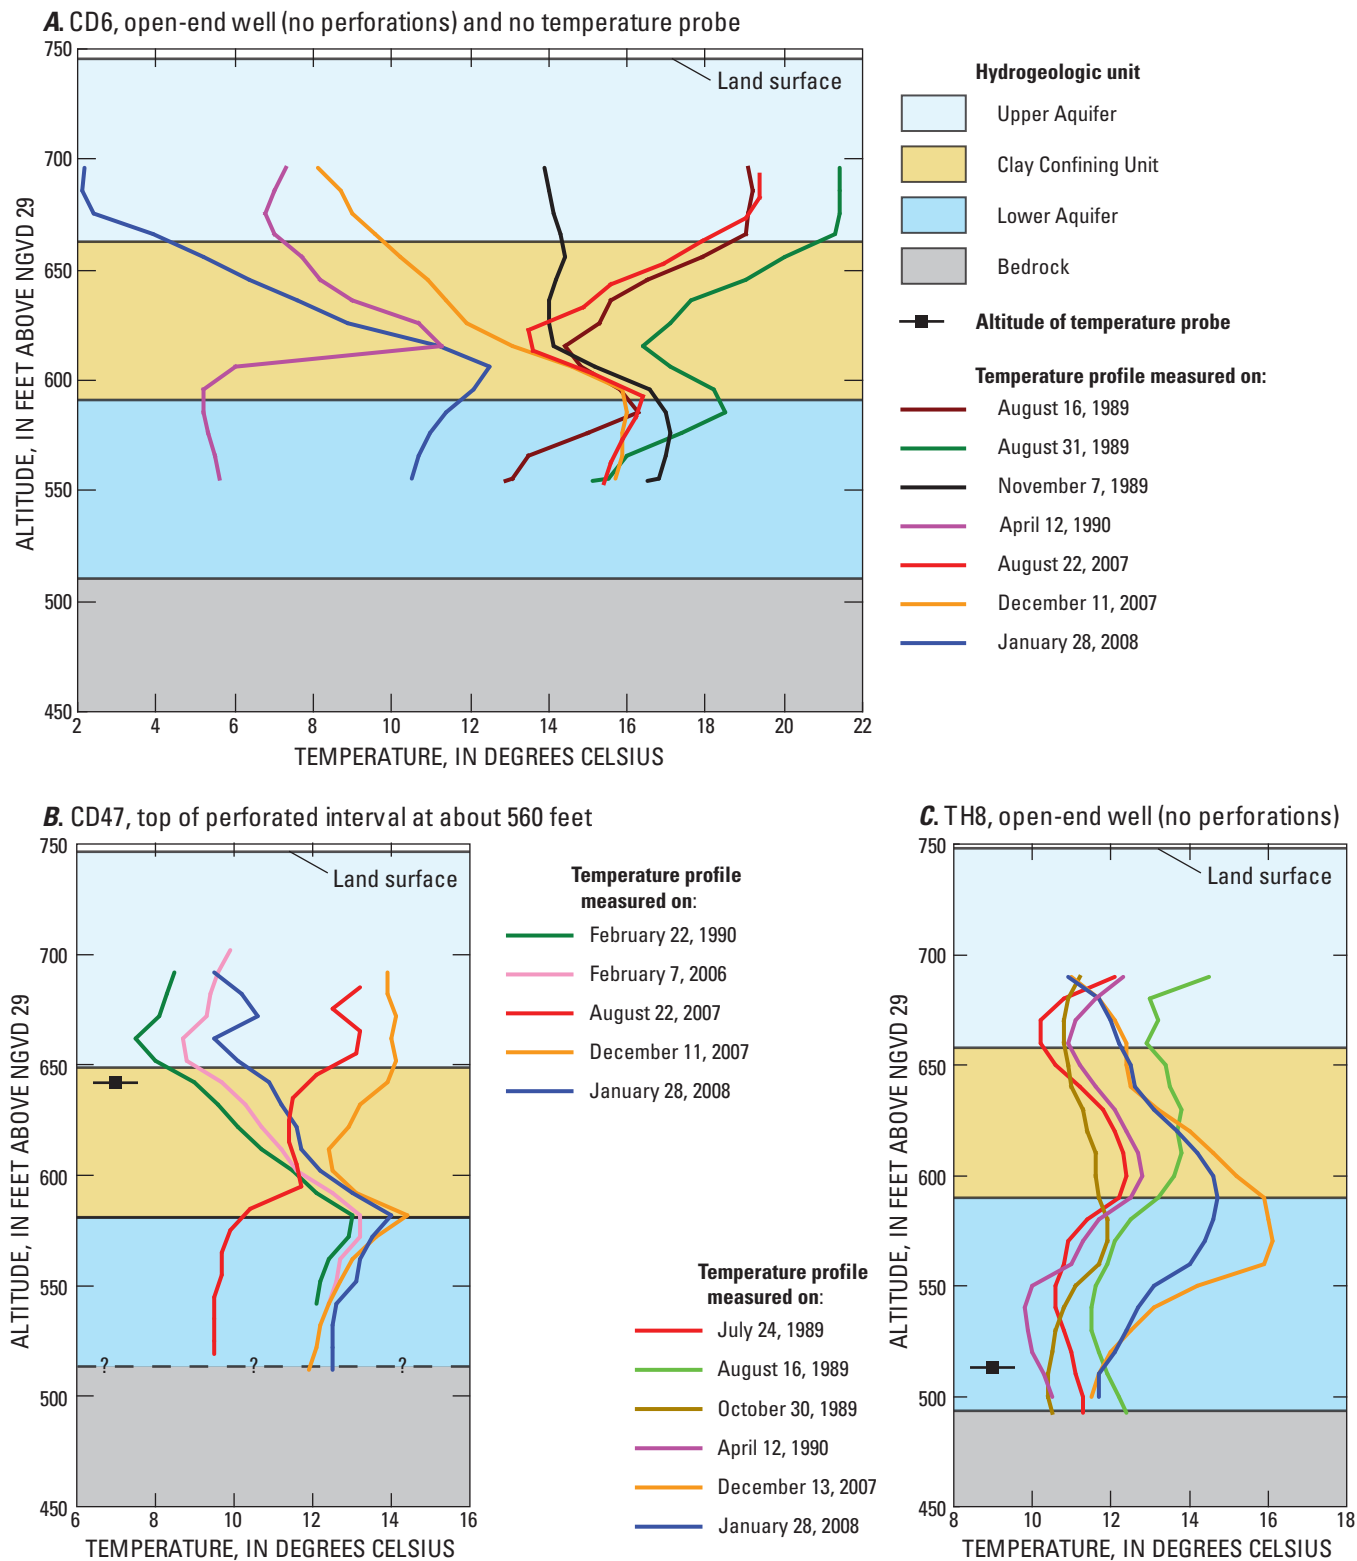 A. CD6, open-end well (no perforations) and no temperature probe
750
700
650
600
550
500
450
ALTITUDE, IN FEET ABOVE NGVD 29
Land surface
2 4 6 8 10 12 14 16 18 20 22
TEMPERATURE, IN DEGREES CELSIUS
Hydrogeologic unit
Upper Aquifer
Clay Confining Unit
Lower Aquifer
Bedrock
Altitude of temperature probe
Temperature profile measured on:
August 16, 1989
August 31, 1989
November 7, 1989
April 12, 1990
August 22, 2007
December 11, 2007
January 28, 2008
B. CD47, top of perforated interval at about 560 feet
750
700
650
600
550
500
450
ALTITUDE, IN FEET ABOVE NGVD 29
Land surface
? ? ?
6 8 10 12 14 16
TEMPERATURE, IN DEGREES CELSIUS
Temperature profile
measured on:
February 22, 1990
February 7, 2006
August 22, 2007
December 11, 2007
January 28, 2008
C. TH8, open-end well (no perforations)
750
700
650
600
550
500
450
ALTITUDE, IN FEET ABOVE NGVD 29
Land surface
8 10 12 14 16 18
TEMPERATURE, IN DEGREES CELSIUS
Temperature profile
measured on:
July 24, 1989
August 16, 1989
October 30, 1989
April 12, 1990
December 13, 2007
January 28, 2008